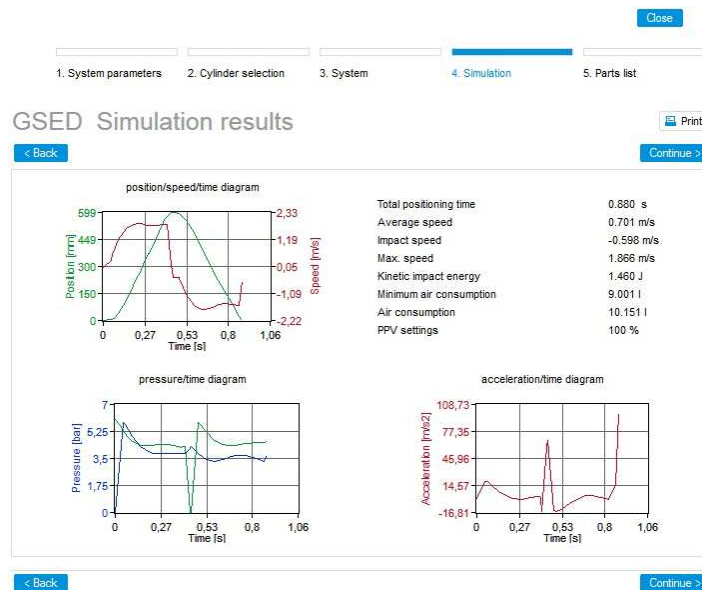 Close
1. System parameters 2. Cylinder selection 3. System 4. Simulation 5. Parts list
GSED Simulation results
Print
< Back Continue >
position/speed/time diagram
Position [mm]
599
449
300
150
0
2,33
1,19
0,05
-1,09
-2,22
Speed [m/s]
0 0,27 0,53 0,8 1,06
Time [s]
Total positioning time 0.880 s
Average speed 0.701 m/s
Impact speed -0.598 m/s
Max. speed 1.866 m/s
Kinetic impact energy 1.460 J
Minimum air consumption 9.001 l
Air consumption 10.151 l
PPV settings 100 %
pressure/time diagram
Pressure [bar]
7
5,25
3,5
1,75
0
0 0,27 0,53 0,8 1,06
Time [s]
acceleration/time diagram
Acceleration [m/s2]
108,73
77,35
45,96
14,57
-16,81
0 0,27 0,53 0,8 1,06
Time [s]
< Back Continue >